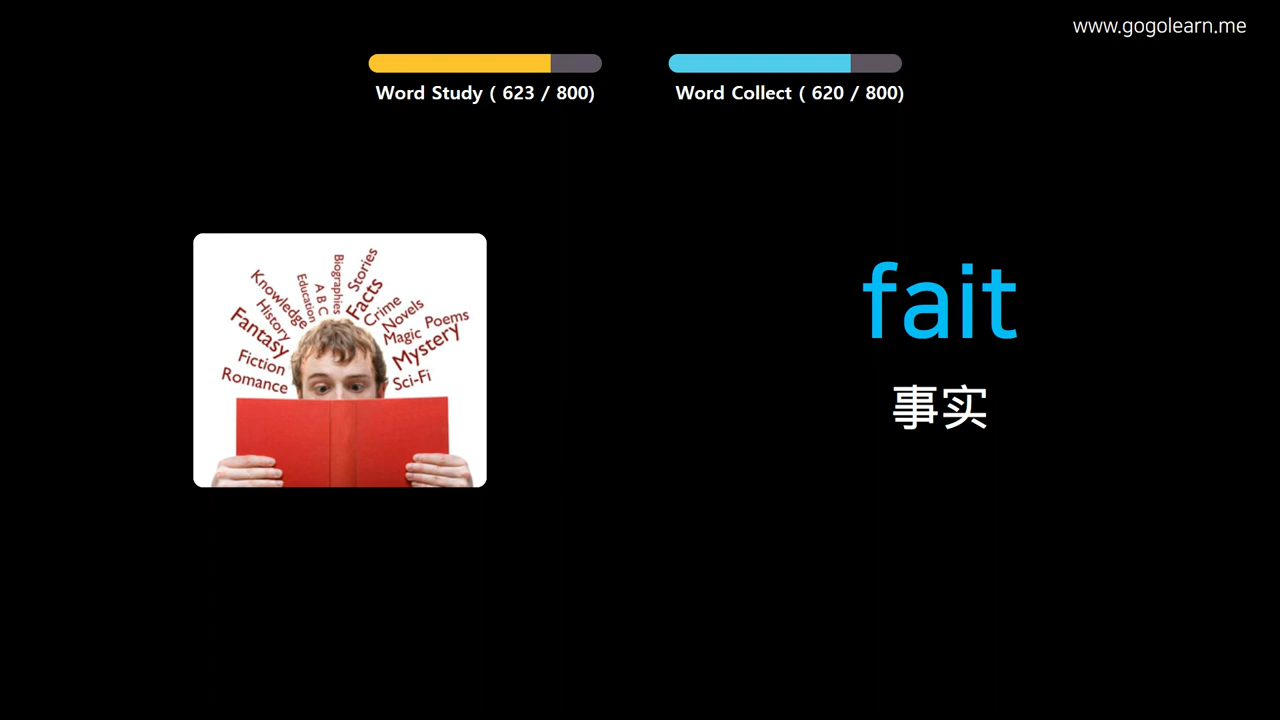 www.gogolearn.me
Word Study ( 623 / 800)
Word Collect ( 620 / 800)
Stories
Biographies
Knowledge
Education
A B C
Facts
History
Crime
Novels
Fantasy
Magic
Poems
Mystery
Fiction
Romance
Sci-Fi
fait
事实